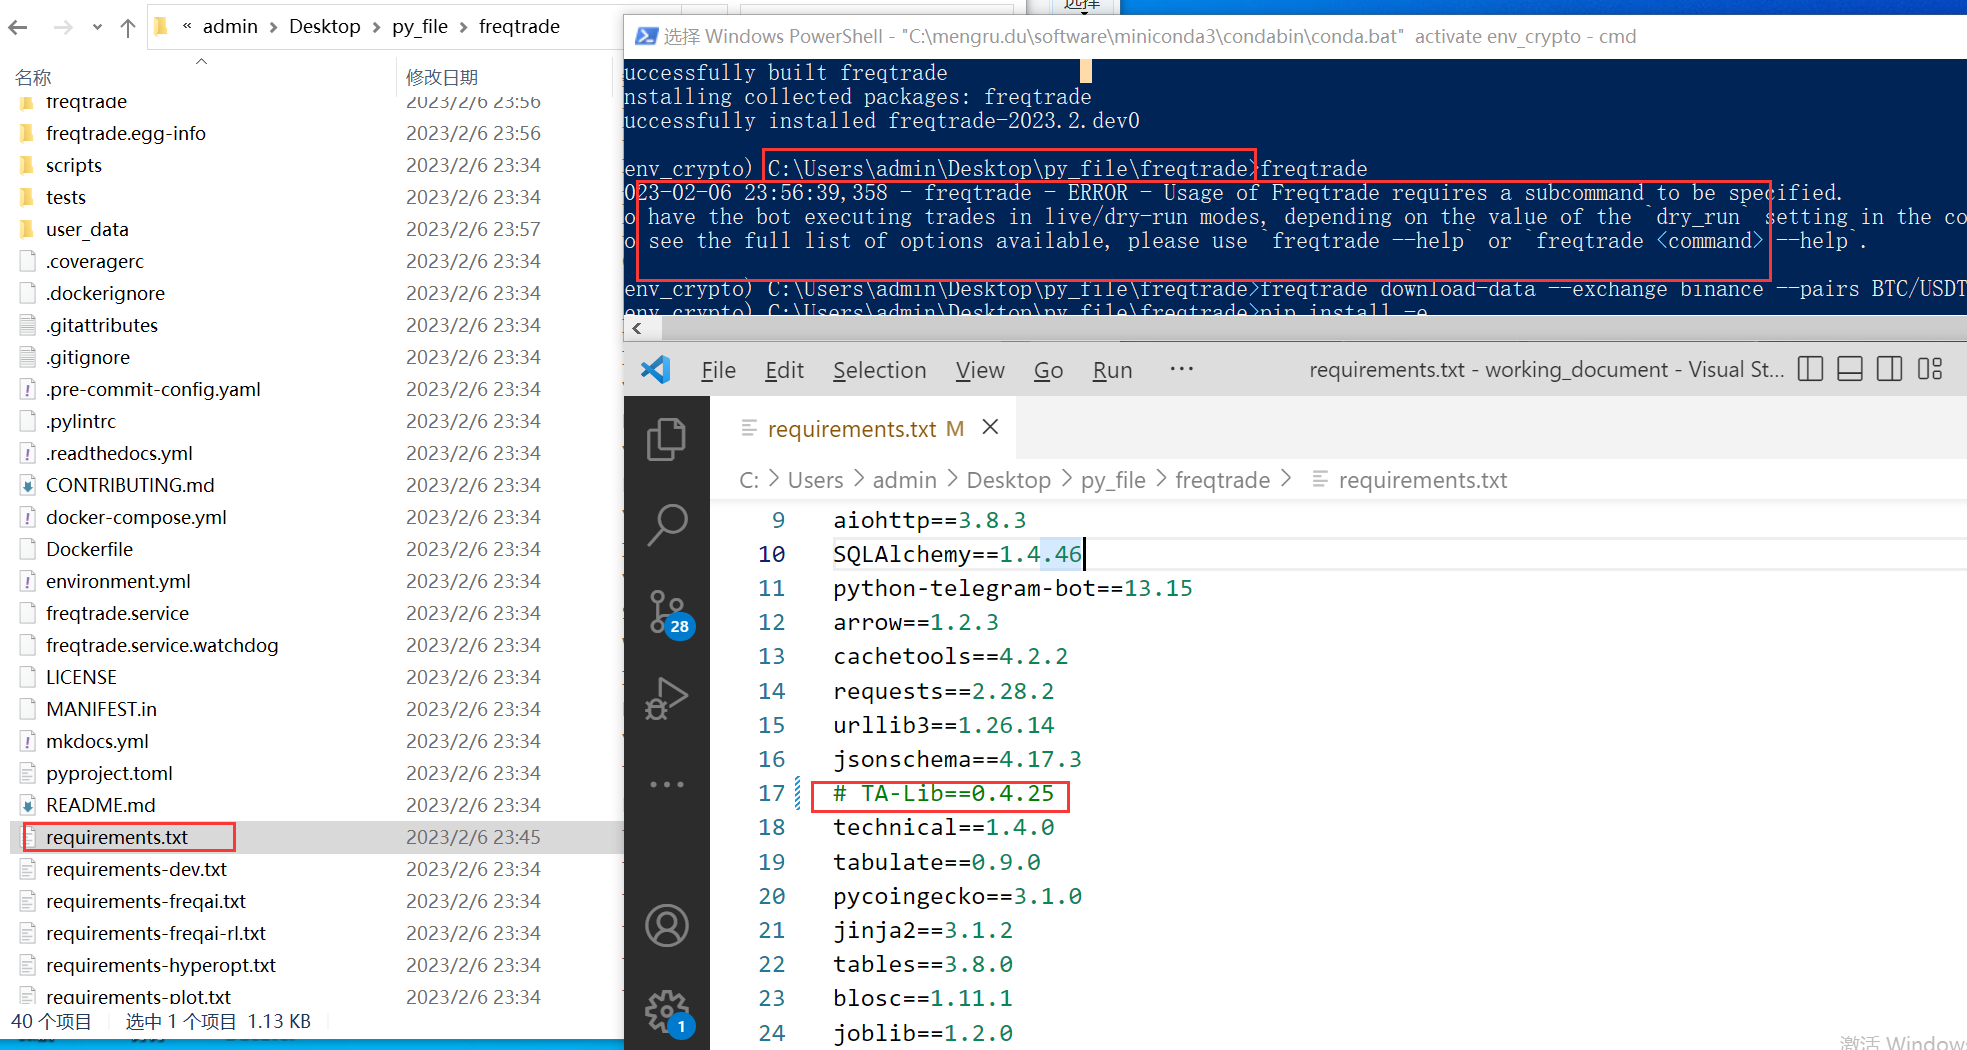 « admin > Desktop > py_file > freqtrade
名称 修改日期
freqtrade 2023/2/6 23:56
freqtrade.egg-info 2023/2/6 23:56
scripts 2023/2/6 23:34
tests 2023/2/6 23:34
user_data 2023/2/6 23:57
.coveragerc 2023/2/6 23:34
.dockerignore 2023/2/6 23:34
.gitattributes 2023/2/6 23:34
.gitignore 2023/2/6 23:34
.pre-commit-config.yaml 2023/2/6 23:34
.pylintrc 2023/2/6 23:34
.readthedocs.yml 2023/2/6 23:34
CONTRIBUTING.md 2023/2/6 23:34
docker-compose.yml 2023/2/6 23:34
Dockerfile 2023/2/6 23:34
environment.yml 2023/2/6 23:34
freqtrade.service 2023/2/6 23:34
freqtrade.service.watchdog 2023/2/6 23:34
LICENSE 2023/2/6 23:34
MANIFEST.in 2023/2/6 23:34
mkdocs.yml 2023/2/6 23:34
pyproject.toml 2023/2/6 23:34
README.md 2023/2/6 23:34
requirements.txt 2023/2/6 23:45
requirements-dev.txt 2023/2/6 23:34
requirements-freqai.txt 2023/2/6 23:34
requirements-freqai-rl.txt 2023/2/6 23:34
requirements-hyperopt.txt 2023/2/6 23:34
requirements-plot.txt 2023/2/6 23:34
40 个项目 选中 1 个项目 1.13 KB
选择
选择 Windows PowerShell - "C:\mengru.du\software\miniconda3\condabin\conda.bat" activate env_crypto - cmd
uccessfully built freqtrade
nstalling collected packages: freqtrade
uccessfully installed freqtrade-2023.2.dev0
env_crypto) C:\Users\admin\Desktop\py_file\freqtrade>freqtrade
023-02-06 23:56:39,358 - freqtrade - ERROR - Usage of Freqtrade requires a subcommand to be specified.
o have the bot executing trades in live/dry-run modes, depending on the value of the `dry_run` setting in the co
o see the full list of options available, please use `freqtrade --help` or `freqtrade <command> --help`.
env_crypto) C:\Users\admin\Desktop\py_file\freqtrade>freqtrade download-data --exchange binance --pairs BTC/USDT
env_crypto) C:\Users\admin\Desktop\py_file\freqtrade>pip install -e
File Edit Selection View Go Run ··· requirements.txt - working_document - Visual St...
requirements.txt M
C: > Users > admin > Desktop > py_file > freqtrade > requirements.txt
9 aiohttp==3.8.3
10 SQLAlchemy==1.4.46
11 python-telegram-bot==13.15
12 arrow==1.2.3
13 cachetools==4.2.2
14 requests==2.28.2
15 urllib3==1.26.14
16 jsonschema==4.17.3
17 # TA-Lib==0.4.25
18 technical==1.4.0
19 tabulate==0.9.0
20 pycoingecko==3.1.0
21 jinja2==3.1.2
22 tables==3.8.0
23 blosc==1.11.1
24 joblib==1.2.0
28
1
激活 Windows